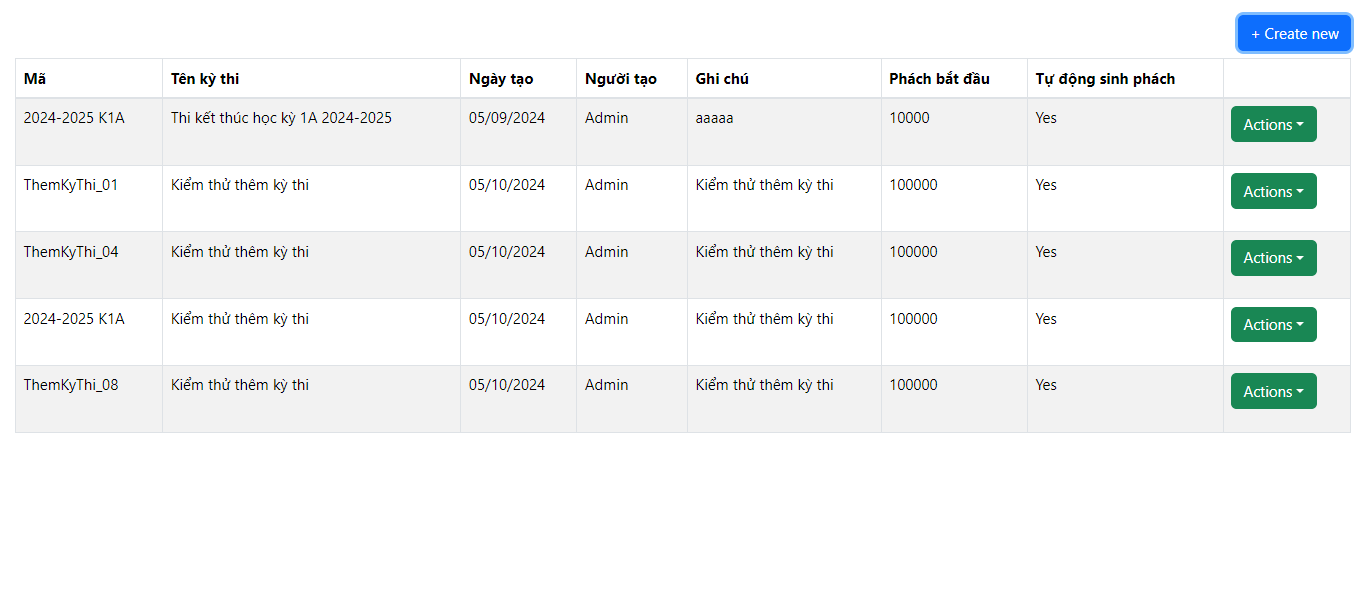 + Create new
Mã Tên kỳ thi Ngày tạo Người tạo Ghi chú Phách bắt đầu Tự động sinh phách
2024-2025 K1A Thi kết thúc học kỳ 1A 2024-2025 05/09/2024 Admin aaaaa 10000 Yes Actions
ThemKyThi_01 Kiểm thử thêm kỳ thi 05/10/2024 Admin Kiểm thử thêm kỳ thi 100000 Yes Actions
ThemKyThi_04 Kiểm thử thêm kỳ thi 05/10/2024 Admin Kiểm thử thêm kỳ thi 100000 Yes Actions
2024-2025 K1A Kiểm thử thêm kỳ thi 05/10/2024 Admin Kiểm thử thêm kỳ thi 100000 Yes Actions
ThemKyThi_08 Kiểm thử thêm kỳ thi 05/10/2024 Admin Kiểm thử thêm kỳ thi 100000 Yes Actions